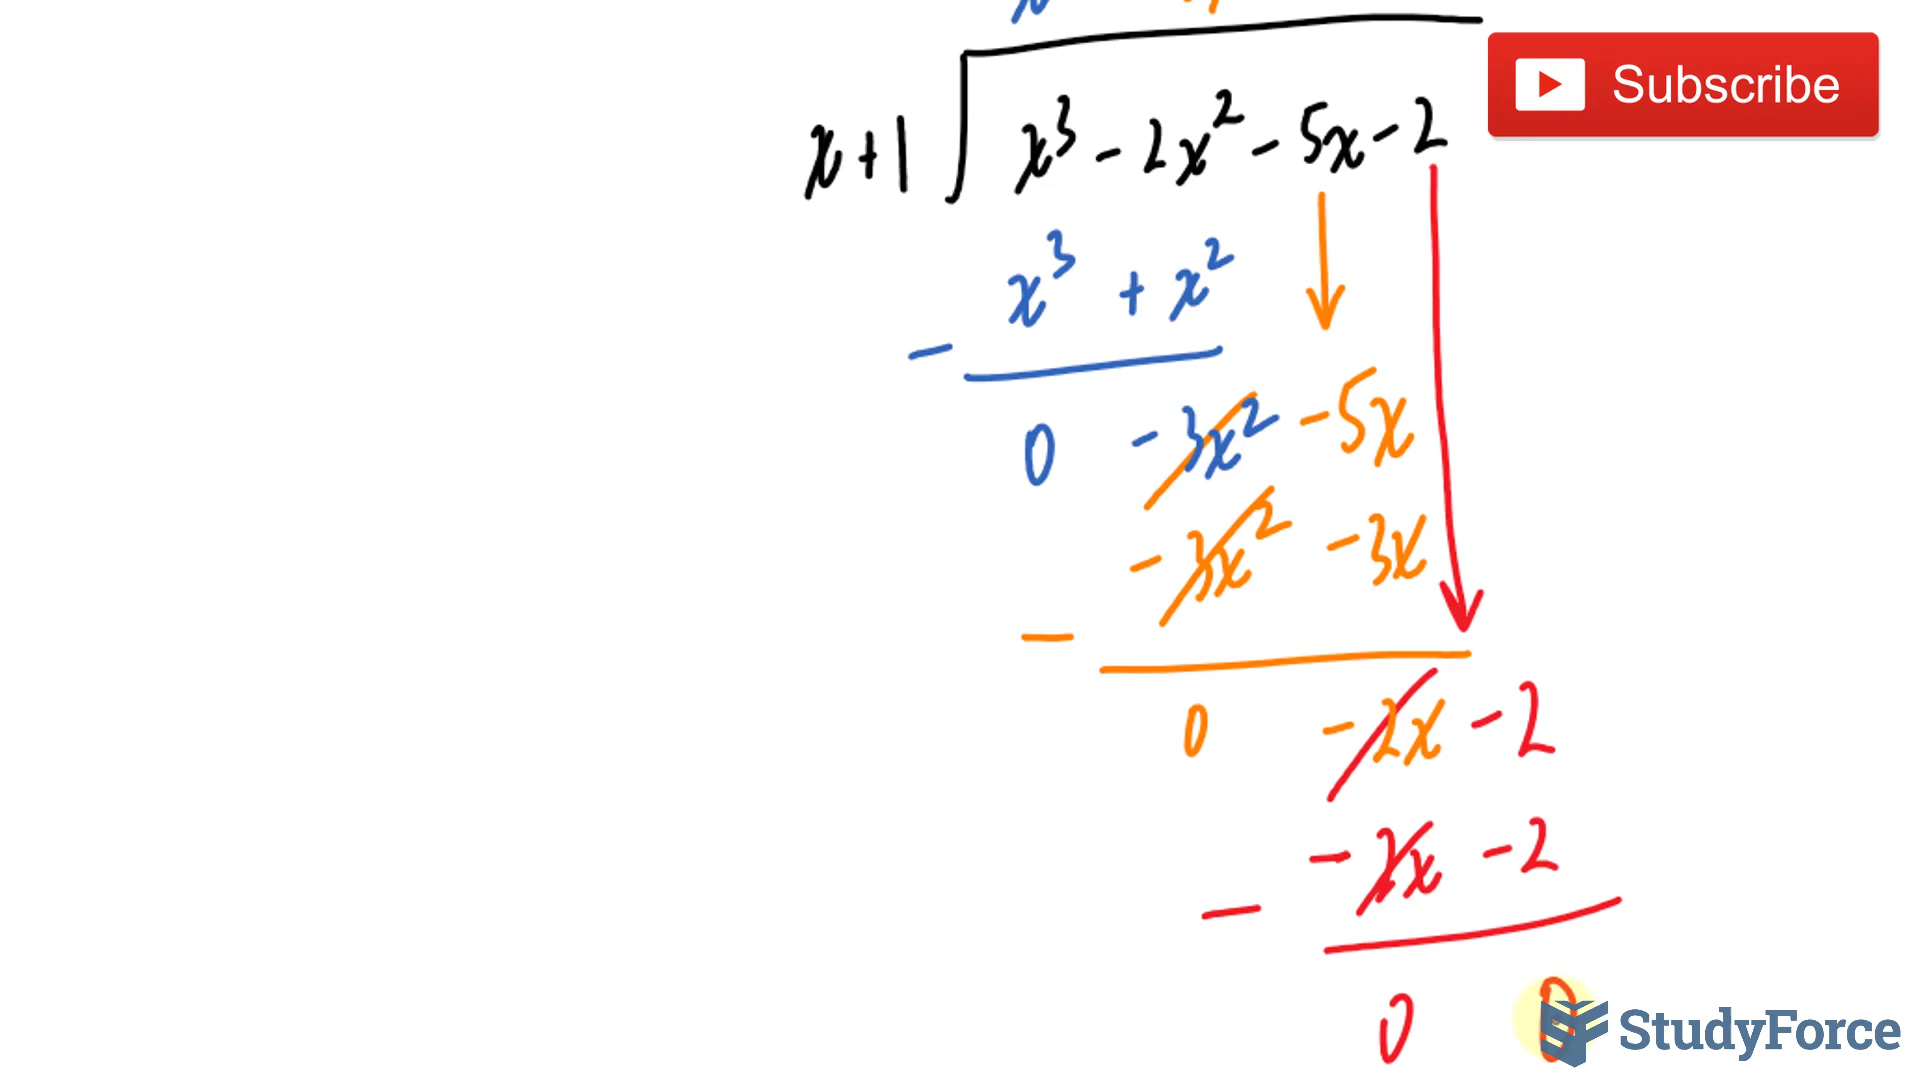 Subscribe
x+1 x³ - 2x² - 5x - 2
x³ + x²
-
0 - 3x² - 5x
- 3x² - 3x
-
0 - 2x - 2
- 2x - 2
-
0 0
StudyForce